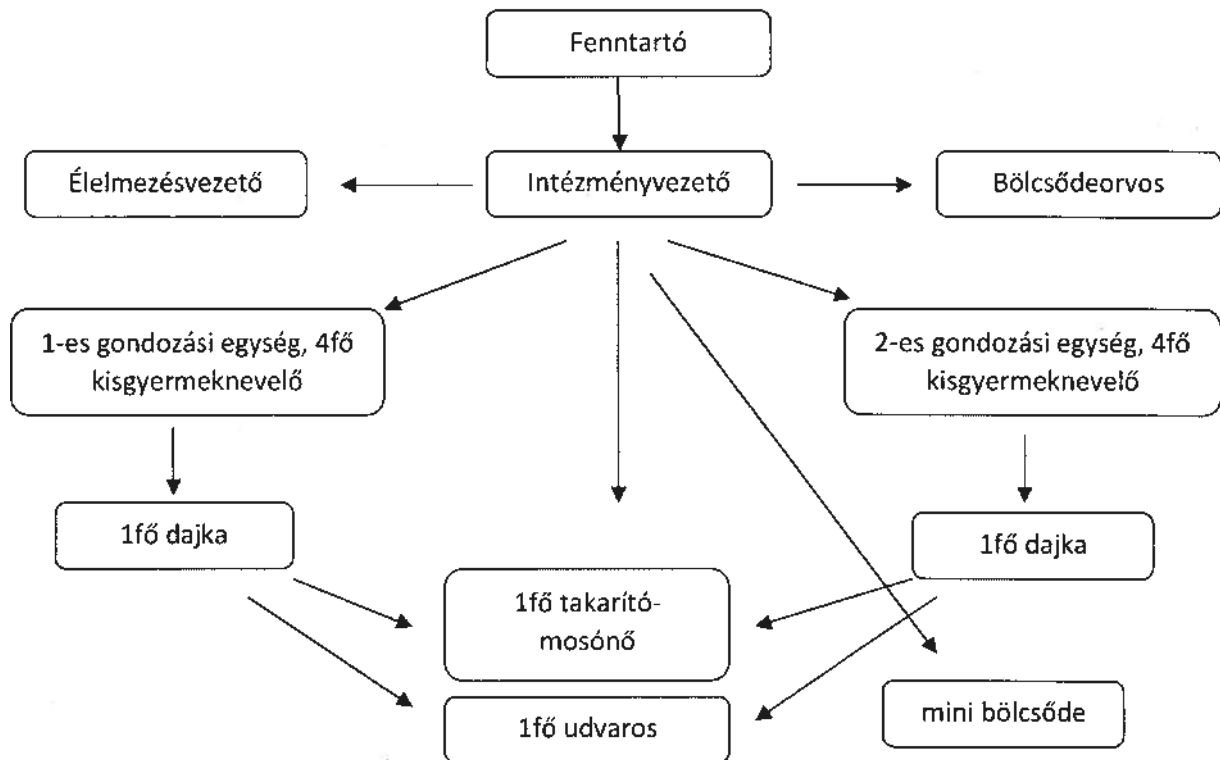 Fenntartó
Élelmezésvezető
Intézményvezető
Bölcsődeorvos
1-es gondozási egység, 4fő
kisgyermeknevelő
2-es gondozási egység, 4fő
kisgyermeknevelő
1fő dajka
1fő dajka
1fő takarító-
mosónő
1fő udvaros
mini bölcsőde